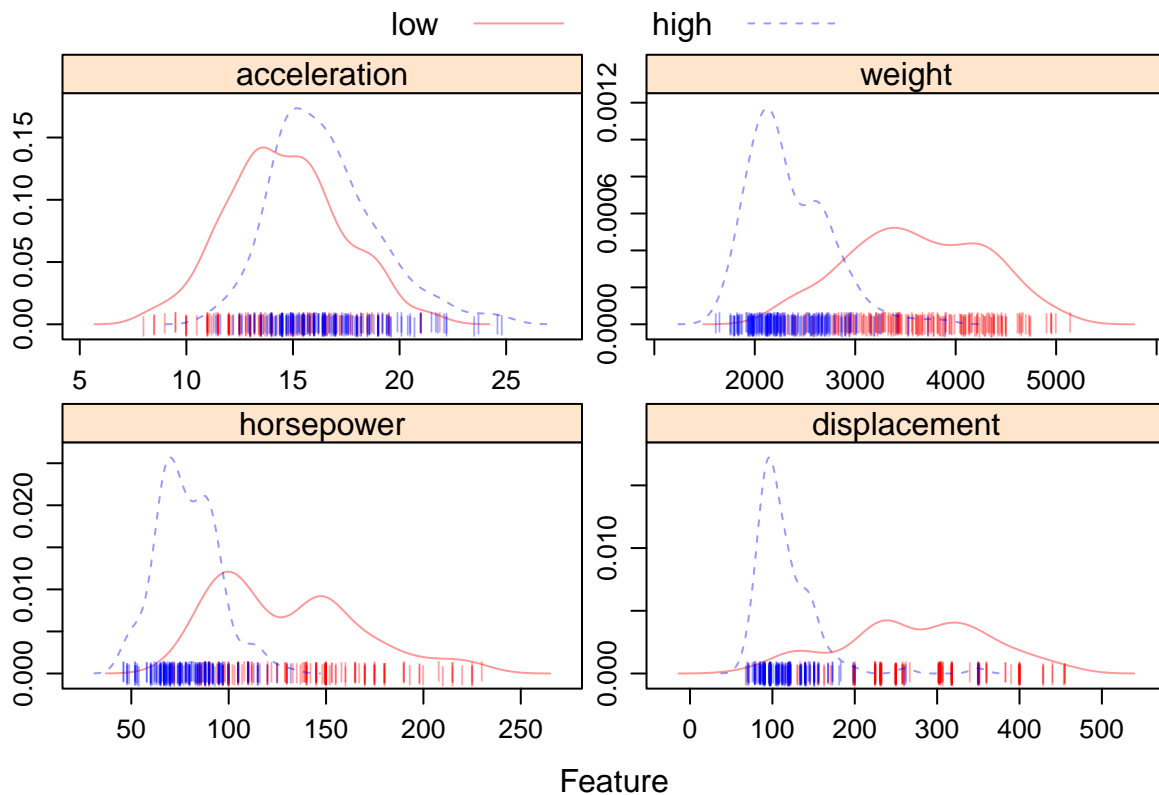 low high
acceleration
0.00 0.05 0.10 0.15
5 10 15 20 25
weight
0.0000 0.0006 0.0012
2000 3000 4000 5000
horsepower
0.000 0.010 0.020
50 100 150 200 250
displacement
0.000 0.010
0 100 200 300 400 500
Feature